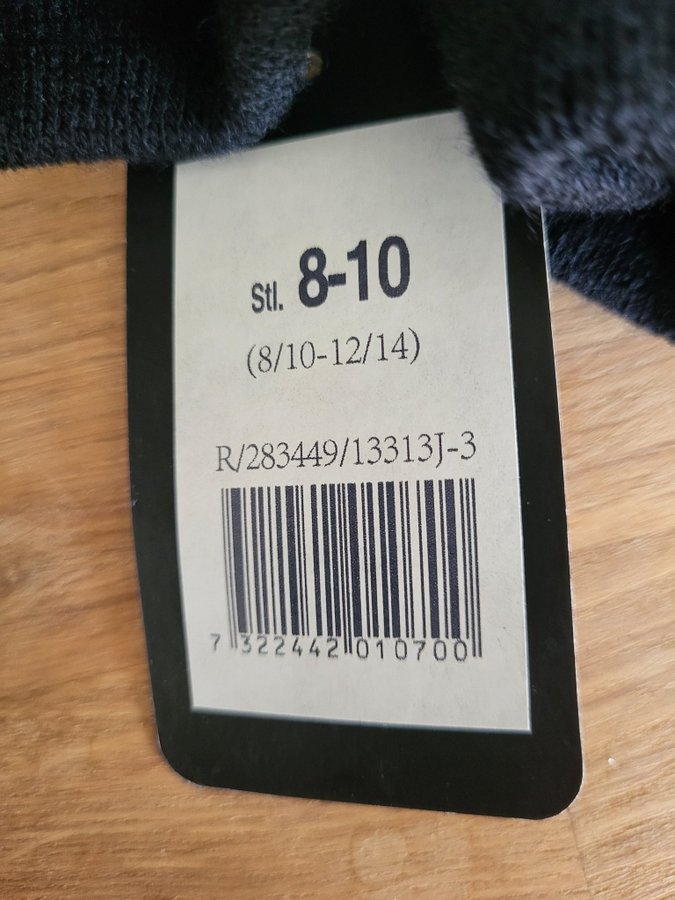 Stl. 8-10
(8/10-12/14)
R/283449/13313J-3
7 322442 010700